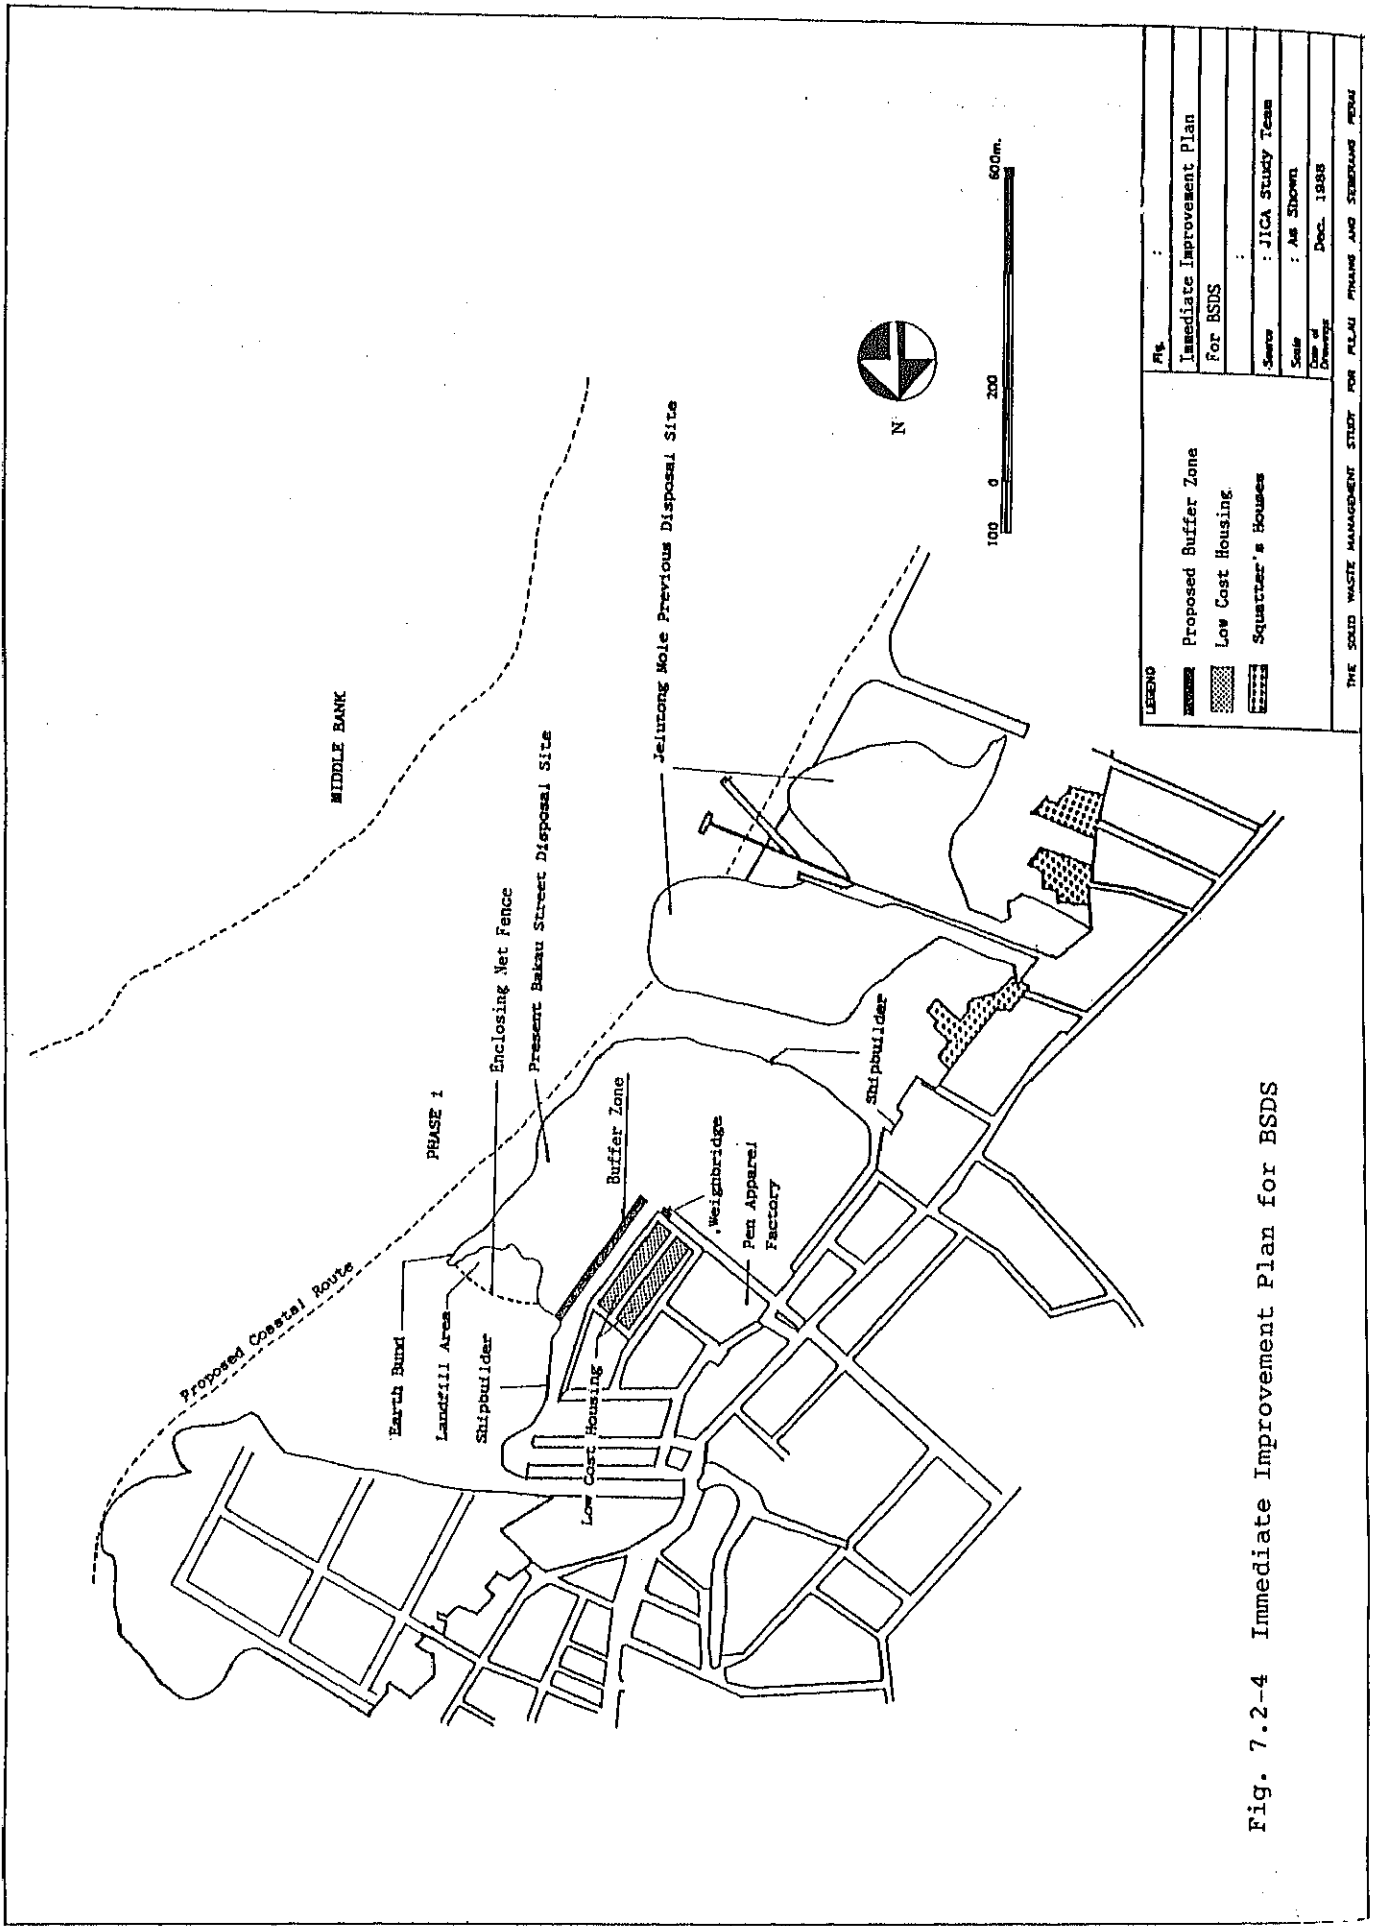 MIDDLE BANK
PHASE 1
Proposed Coastal Route
Earth Bund
Landfill Area
Shipbuilder
Low Cost Housing
Enclosing Net Fence
Present Bakau Street Disposal Site
Buffer Zone
Weighbridge
Pen Apparel
Factory
Shipbuilder
Jelutong Mole Previous Disposal Site
N
100 0 200 600m.
LEGEND
Proposed Buffer Zone
Low Cost Housing
Squatter's Houses
Fig. :
Immediate Improvement Plan
For BSDS
:
Source : JICA Study Team
Scale : As Shown
Date of
Drawings Dec. 1988
THE SOLID WASTE MANAGEMENT STUDY FOR PULAU PINANG AND SEBERANG PERAI
Fig. 7.2-4 Immediate Improvement Plan for BSDS